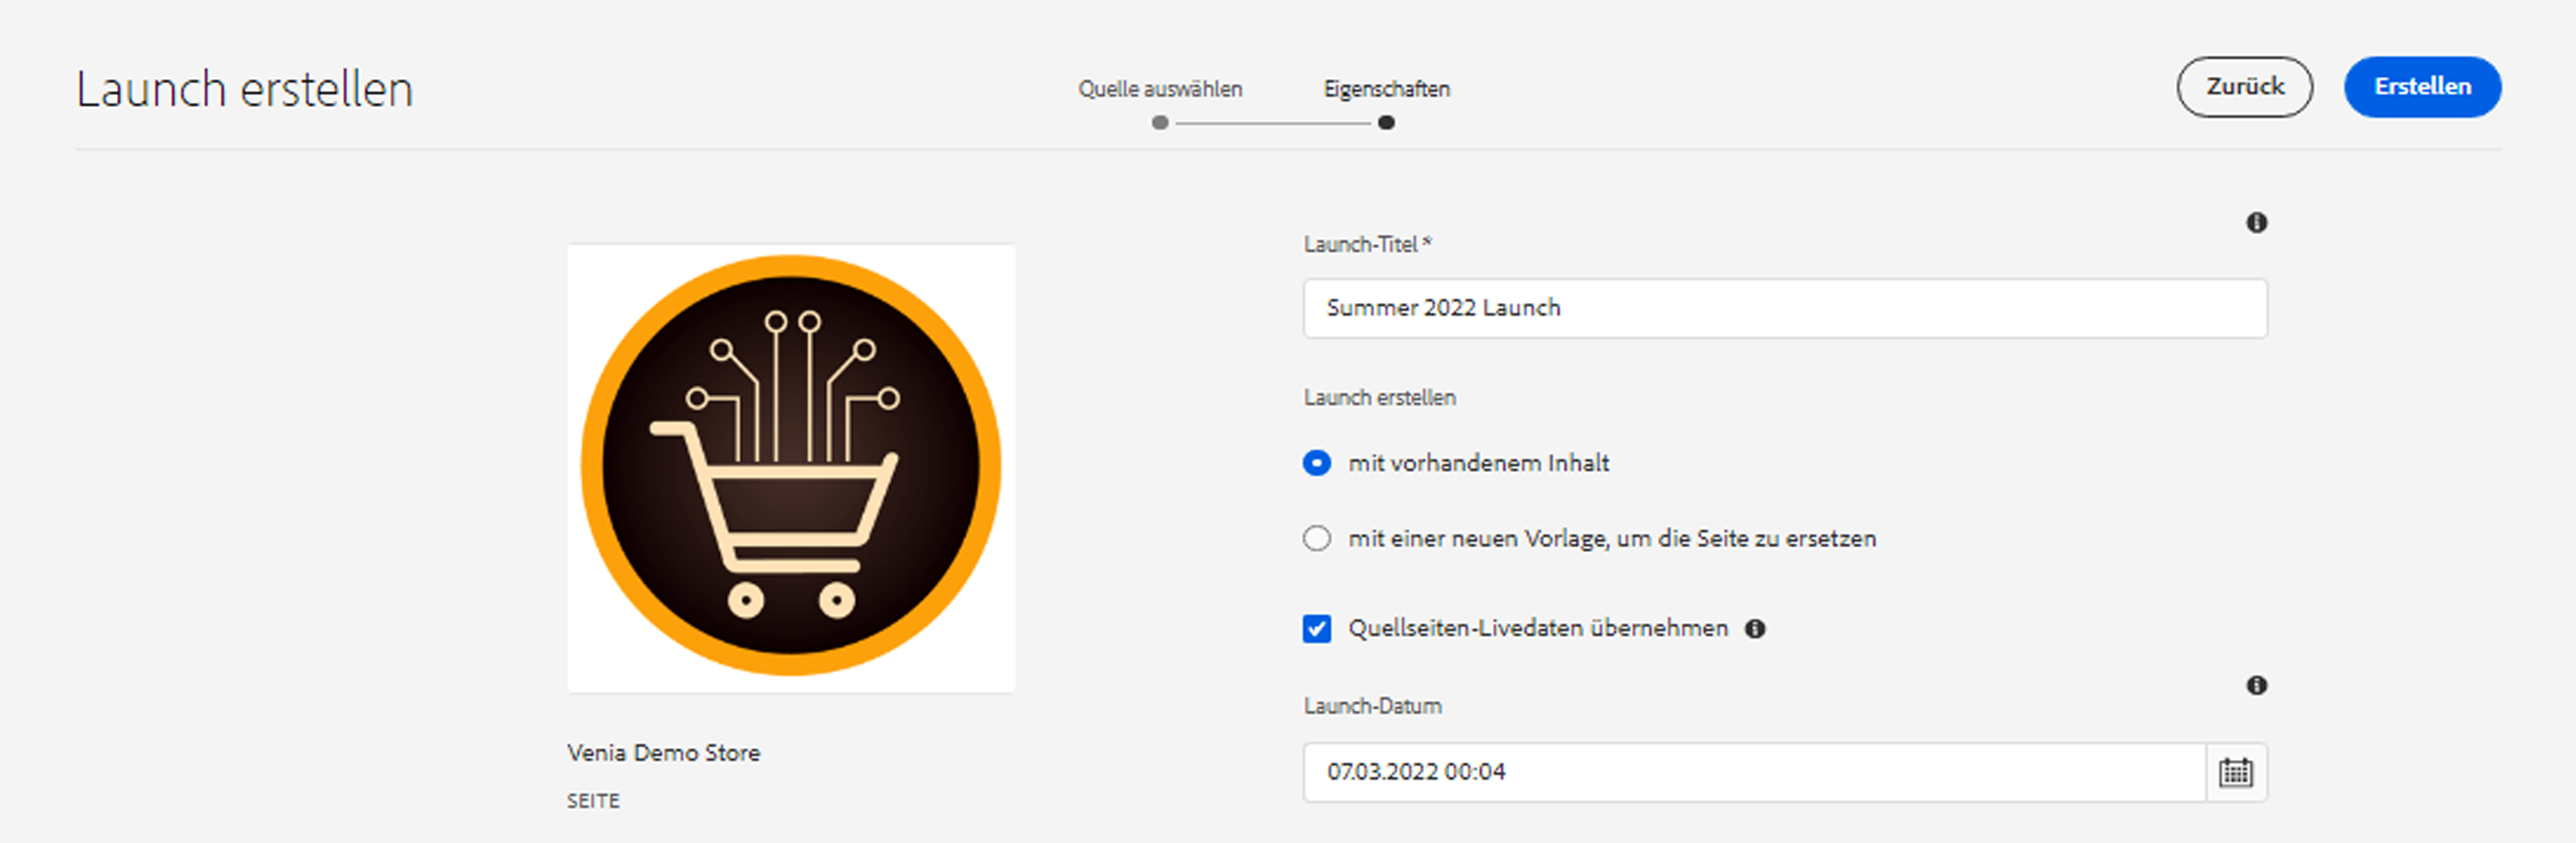 Launch erstellen
Quelle auswählen
Eigenschaften
Zurück
Erstellen
Launch-Titel *
Summer 2022 Launch
Launch erstellen
mit vorhandenem Inhalt
mit einer neuen Vorlage, um die Seite zu ersetzen
Quellseiten-Livedaten übernehmen
Launch-Datum
07.03.2022 00:04
Venia Demo Store
SEITE